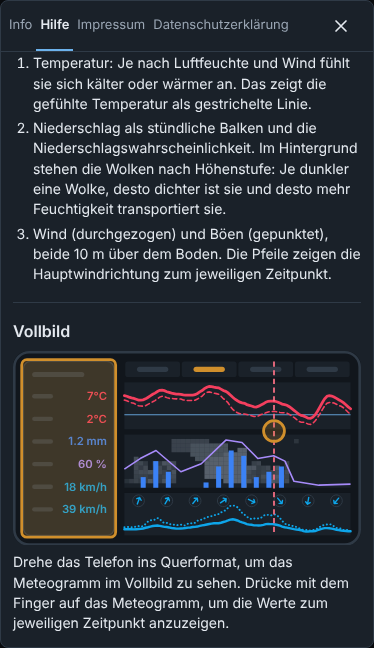 Info Hilfe Impressum Datenschutzerklärung
1. Temperatur: Je nach Luftfeuchte und Wind fühlt
sie sich kälter oder wärmer an. Das zeigt die
gefühlte Temperatur als gestrichelte Linie.
2. Niederschlag als stündliche Balken und die
Niederschlagswahrscheinlichkeit. Im Hintergrund
stehen die Wolken nach Höhenstufe: Je dunkler
eine Wolke, desto dichter ist sie und desto mehr
Feuchtigkeit transportiert sie.
3. Wind (durchgezogen) und Böen (gepunktet),
beide 10 m über dem Boden. Die Pfeile zeigen die
Hauptwindrichtung zum jeweiligen Zeitpunkt.
Vollbild
7°C
2°C
1.2 mm
60 %
18 km/h
39 km/h
Drehe das Telefon ins Querformat, um das
Meteogramm im Vollbild zu sehen. Drücke mit dem
Finger auf das Meteogramm, um die Werte zum
jeweiligen Zeitpunkt anzuzeigen.